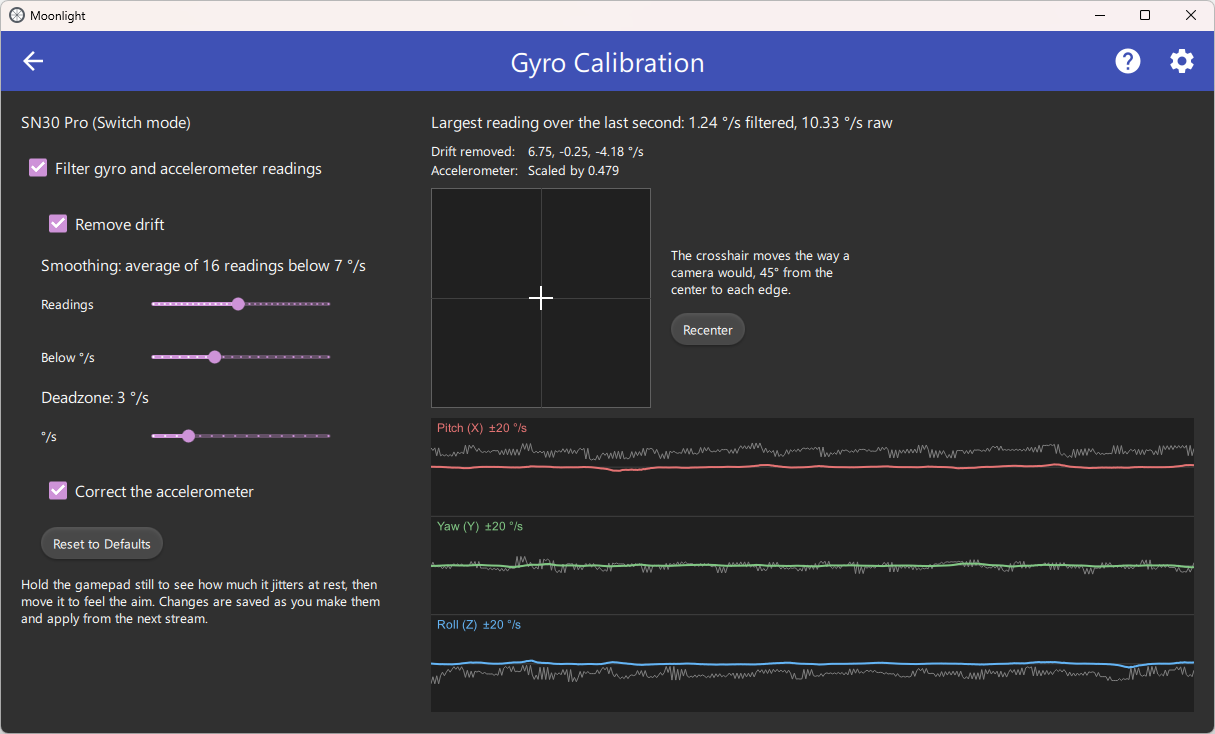 Moonlight
Gyro Calibration
SN30 Pro (Switch mode)
Filter gyro and accelerometer readings
Remove drift
Smoothing: average of 16 readings below 7 °/s
Readings
Below °/s
Deadzone: 3 °/s
°/s
Correct the accelerometer
Reset to Defaults
Hold the gamepad still to see how much it jitters at rest, then
move it to feel the aim. Changes are saved as you make them
and apply from the next stream.
Largest reading over the last second: 1.24 °/s filtered, 10.33 °/s raw
Drift removed: 6.75, -0.25, -4.18 °/s
Accelerometer: Scaled by 0.479
The crosshair moves the way a
camera would, 45° from the
center to each edge.
Recenter
Pitch (X) ±20 °/s
Yaw (Y) ±20 °/s
Roll (Z) ±20 °/s